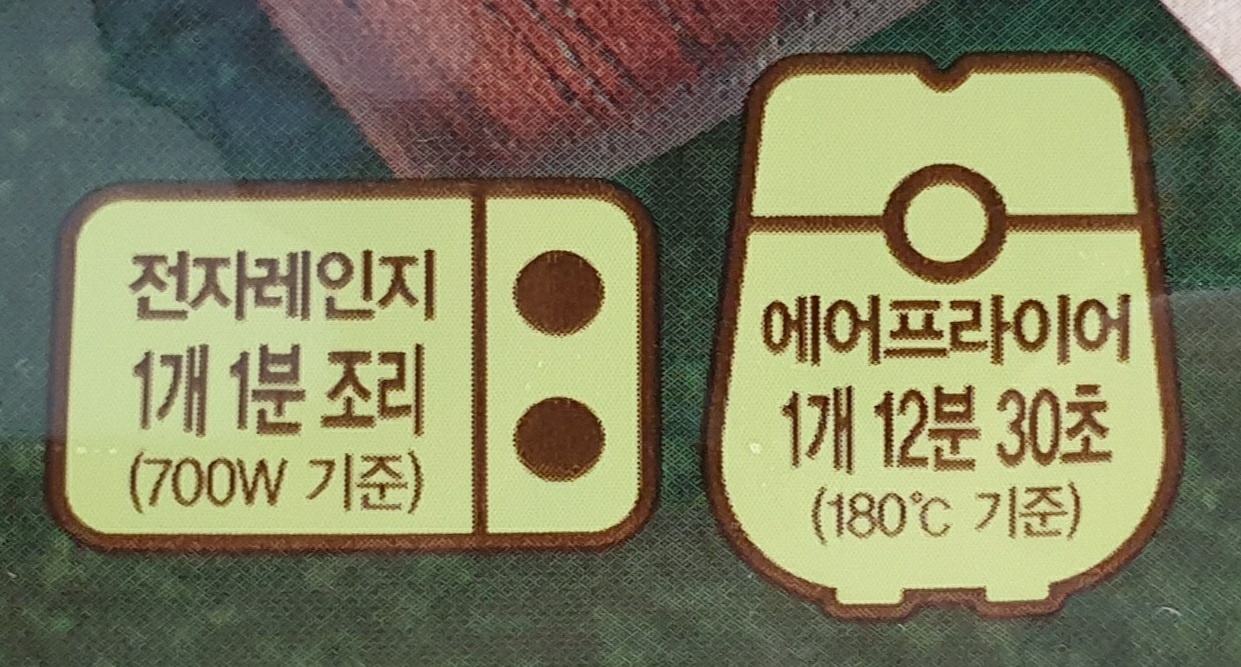 전자레인지
1개 1분 조리
(700W 기준)
에어프라이어
1개 12분 30초
(180℃ 기준)